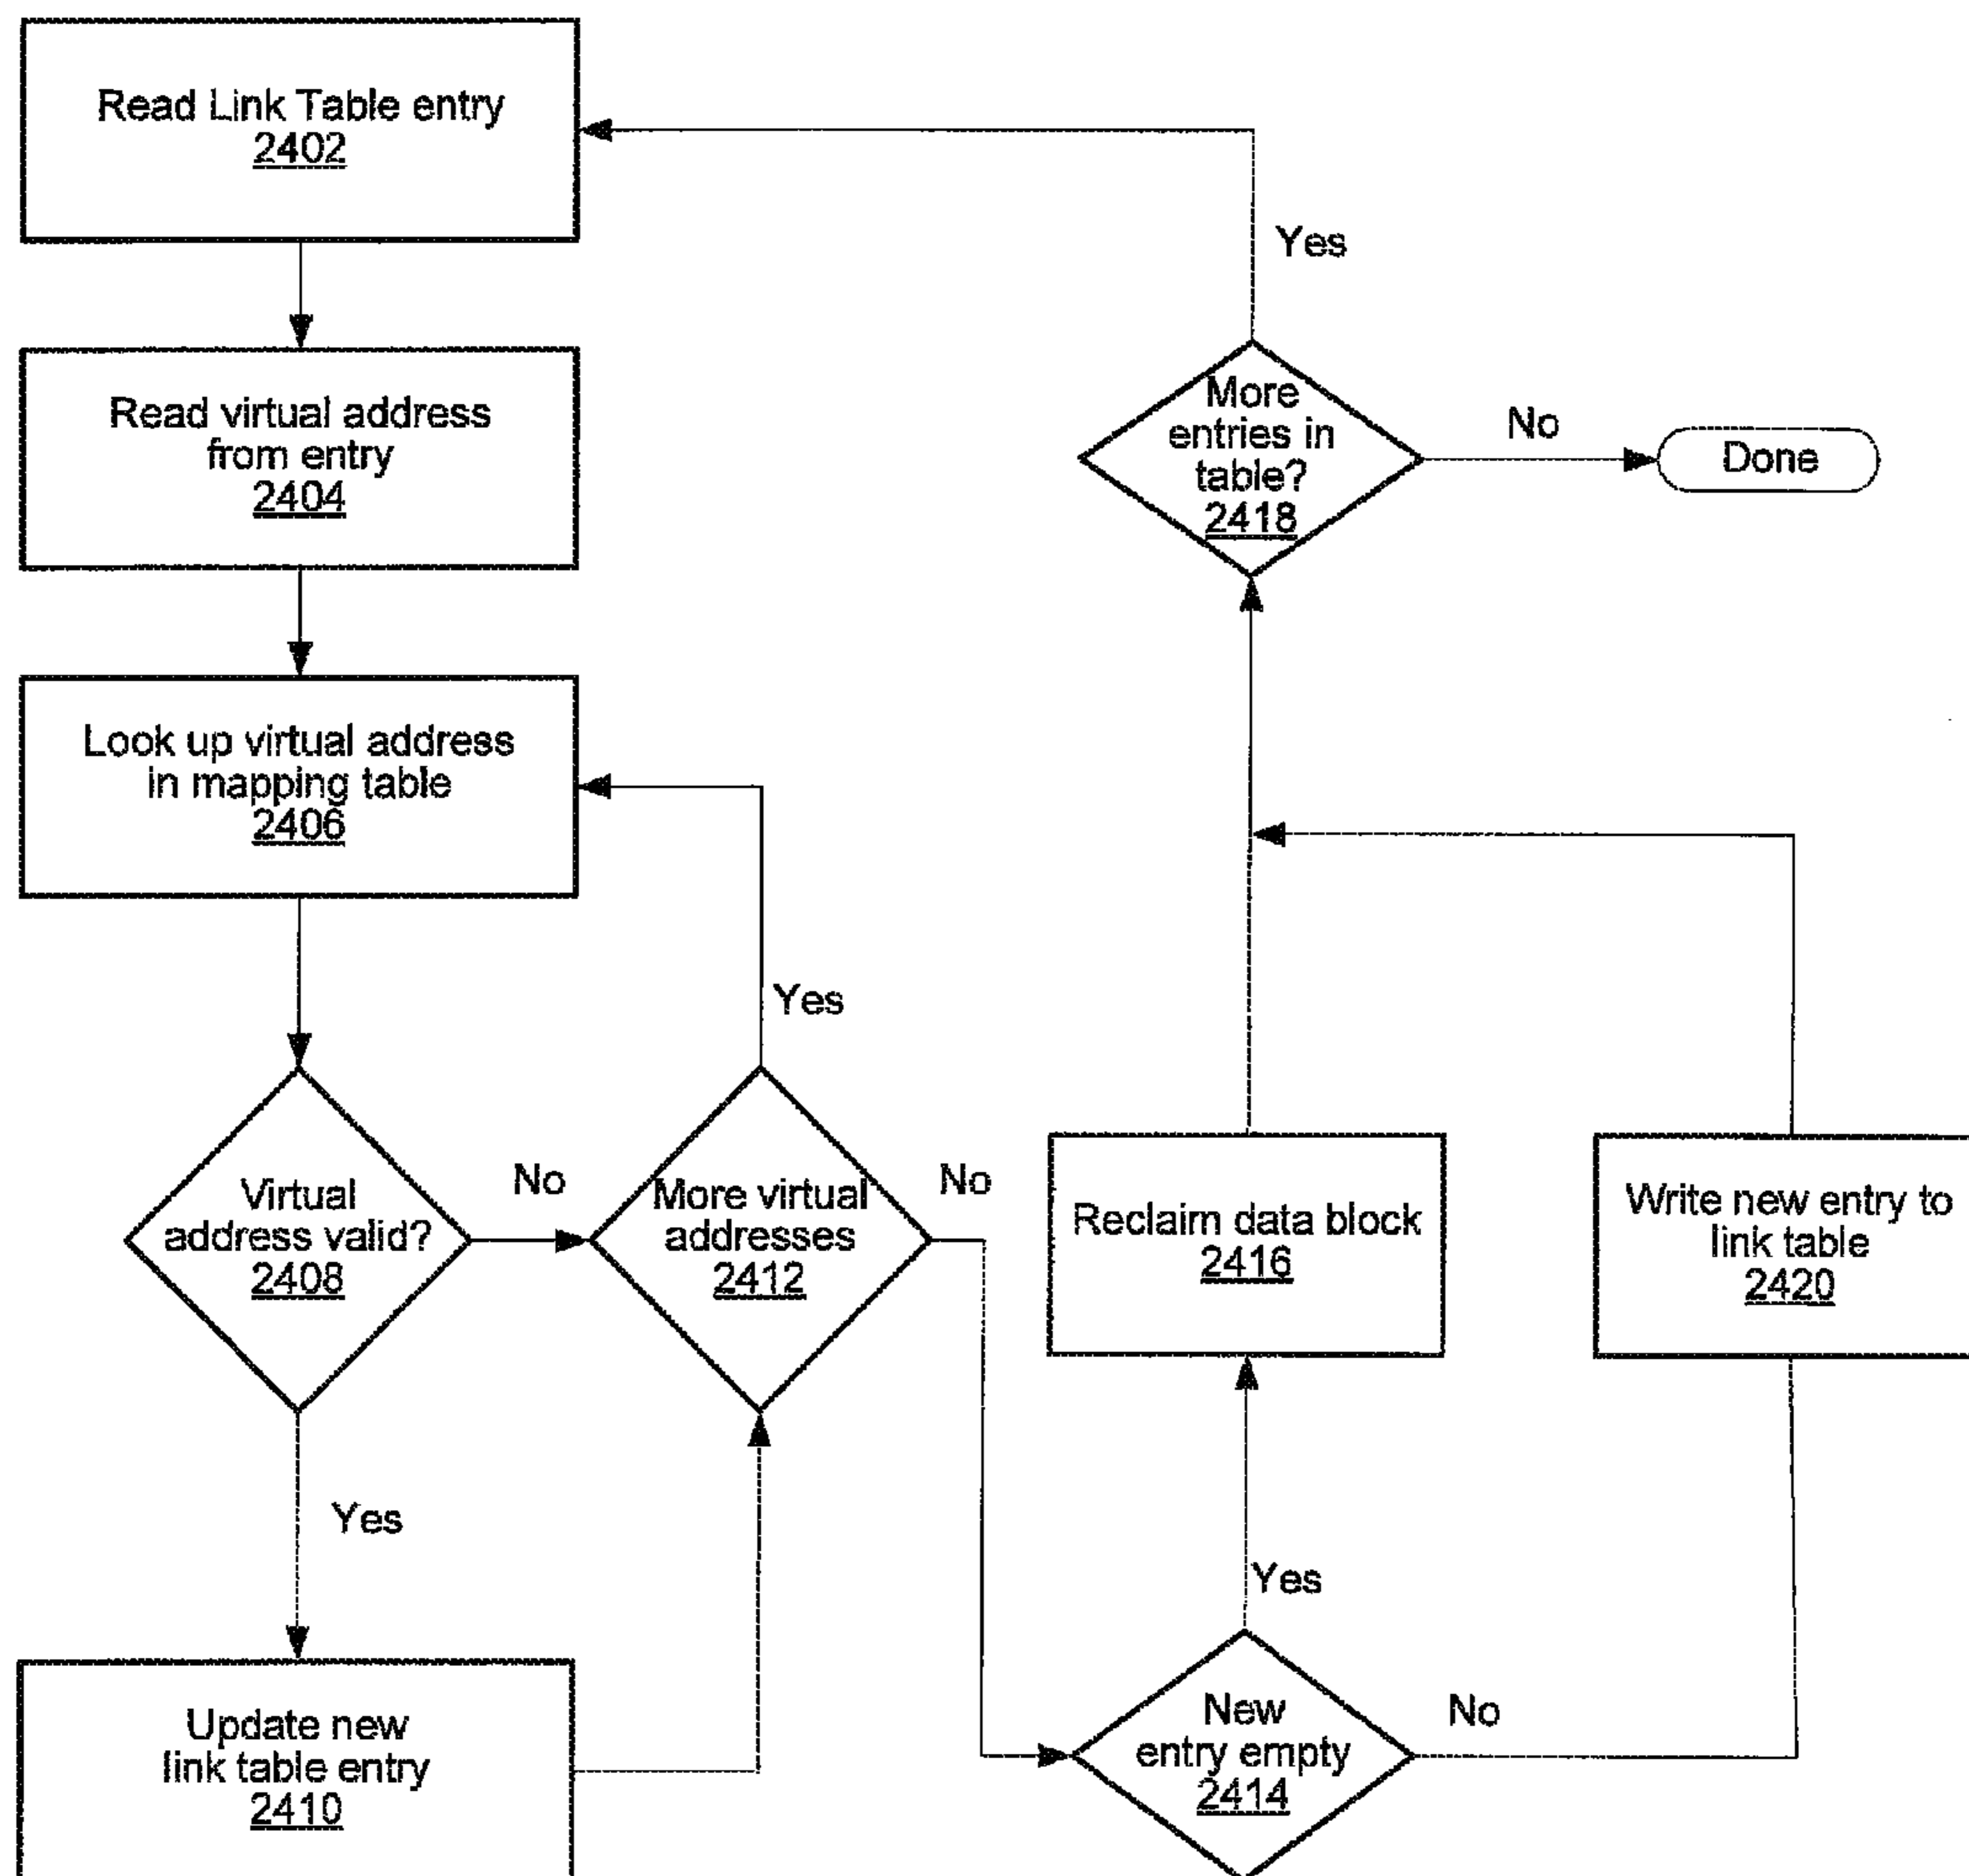 Read Link Table entry
2402
Read virtual address
from entry
2404
Look up virtual address
in mapping table
2406
Virtual
address valid?
2408
No
Yes
Update new
link table entry
2410
More virtual
addresses
2412
Yes
No
New
entry empty
2414
Yes
No
Reclaim data block
2416
Write new entry to
link table
2420
More
entries in
table?
2418
Yes
No
Done